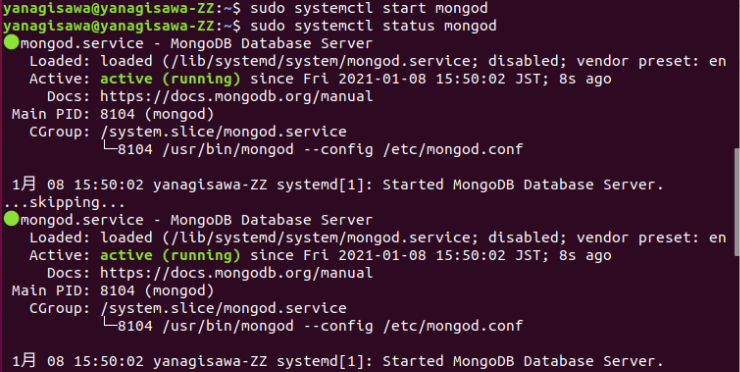 yanagisawa@yanagisawa-ZZ:~$ sudo systemctl start mongod
yanagisawa@yanagisawa-ZZ:~$ sudo systemctl status mongod
●mongod.service - MongoDB Database Server
   Loaded: loaded (/lib/systemd/system/mongod.service; disabled; vendor preset: en
   Active: active (running) since Fri 2021-01-08 15:50:02 JST; 8s ago
     Docs: https://docs.mongodb.org/manual
 Main PID: 8104 (mongod)
   CGroup: /system.slice/mongod.service
           └─8104 /usr/bin/mongod --config /etc/mongod.conf

 1月 08 15:50:02 yanagisawa-ZZ systemd[1]: Started MongoDB Database Server.
...skipping...
●mongod.service - MongoDB Database Server
   Loaded: loaded (/lib/systemd/system/mongod.service; disabled; vendor preset: en
   Active: active (running) since Fri 2021-01-08 15:50:02 JST; 8s ago
     Docs: https://docs.mongodb.org/manual
 Main PID: 8104 (mongod)
   CGroup: /system.slice/mongod.service
           └─8104 /usr/bin/mongod --config /etc/mongod.conf

 1月 08 15:50:02 yanagisawa-ZZ systemd[1]: Started MongoDB Database Server.